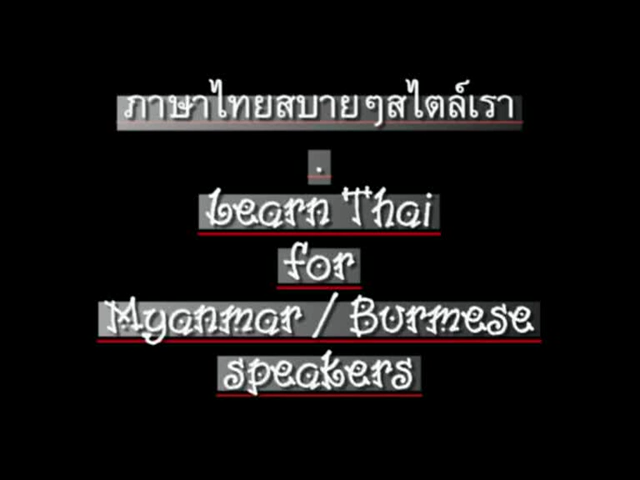 ภาษาไทยสบายๆสไตล์เรา
.
Learn Thai
for
Myanmar / Burmese
speakers